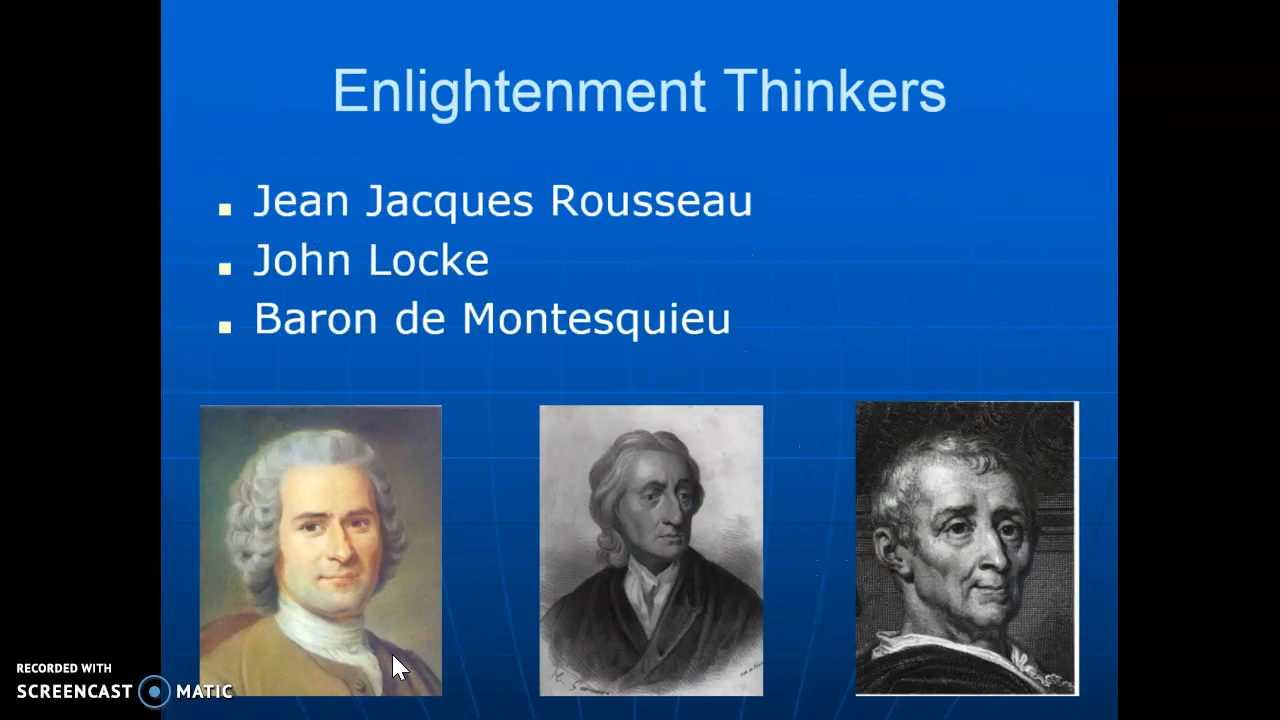 Enlightenment Thinkers
Jean Jacques Rousseau
John Locke
Baron de Montesquieu
RECORDED WITH
SCREENCAST MATIC